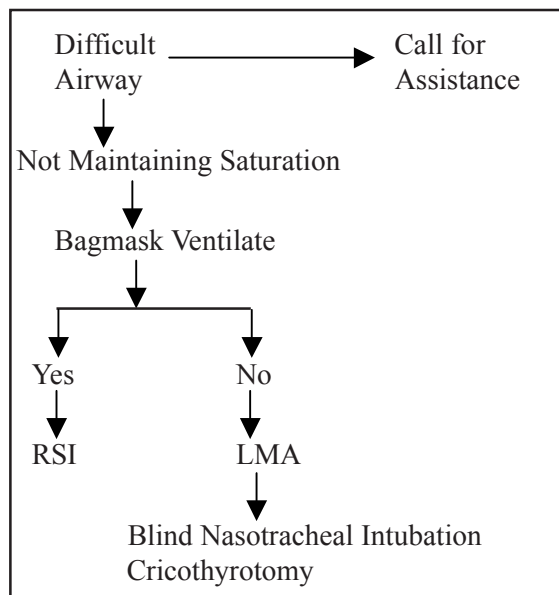 Difficult
Airway
Call for
Assistance
Not Maintaining Saturation
Bagmask Ventilate
Yes
No
RSI
LMA
Blind Nasotracheal Intubation
Cricothyrotomy